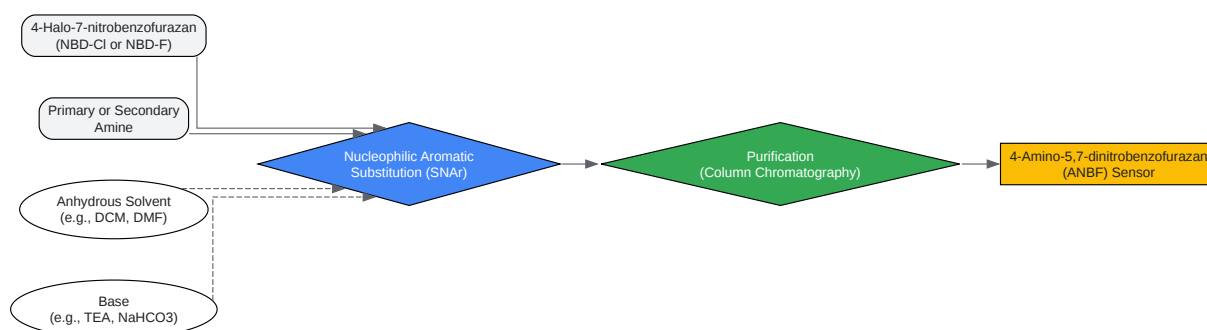 4-Halo-7-nitrobenzofurazan
(NBD-Cl or NBD-F)
Primary or Secondary
Amine
Anhydrous Solvent
(e.g., DCM, DMF)
Base
(e.g., TEA, NaHCO3)
Nucleophilic Aromatic
Substitution (SNAr)
Purification
(Column Chromatography)
4-Amino-5,7-dinitrobenzofurazan
(ANBF) Sensor